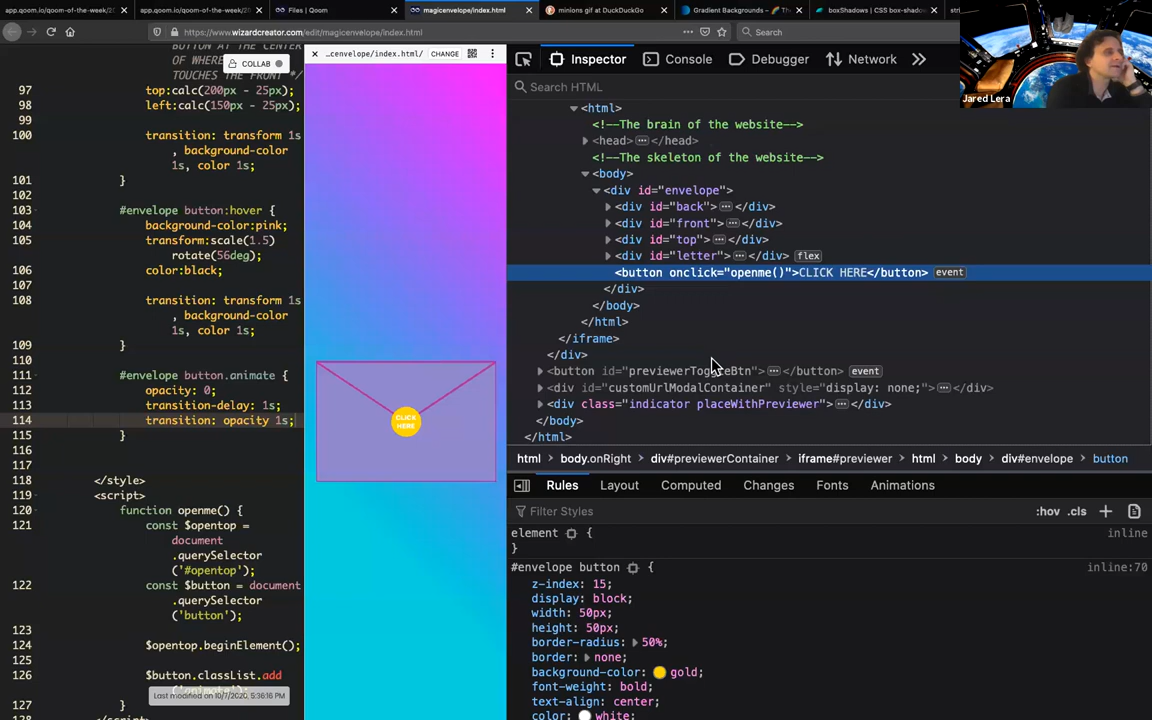 app.qoom.io/qoom-of-the-week/2
app.qoom.io/qoom-of-the-week/2
Files | Qoom
magicenvelope/index.html
minions gif at DuckDuckGo
Gradient Backgrounds –
boxShadows | CSS box-shad
stri
https://www.wizardcreator.com/edit/magicenvelope/index.html
Search
Jared Lera
BUTTON AT THE CENTER
OF WHERE
TOUCHES THE FRONT */
COLLAB
97 top:calc(200px - 25px);
98 left:calc(150px - 25px);
99
100 transition: transform 1s
, background-color
1s, color 1s;
101 }
102
103 #envelope button:hover {
104 background-color:pink;
105 transform:scale(1.5)
rotate(56deg);
106 color:black;
107
108 transition: transform 1s
, background-color
1s, color 1s;
109 }
110
111 #envelope button.animate {
112 opacity: 0;
113 transition-delay: 1s;
114 transition: opacity 1s;
115 }
116
117
118 </style>
119 <script>
120 function openme() {
121 const $opentop =
document
.querySelector
('#opentop');
122 const $button = document
.querySelector
('button');
123
124 $opentop.beginElement();
125
126 $button.classList.add
Last modified on 10/7/2020, 5:36:16 PM
127 }
128
cenvelope/index.html/
CHANGE
CLICK
HERE
Inspector
Console
Debugger
Network
Search HTML
<html>
<!--The brain of the website-->
<head> </head>
<!--The skeleton of the website-->
<body>
<div id="envelope">
<div id="back"> </div>
<div id="front"> </div>
<div id="top"> </div>
<div id="letter"> </div> flex
<button onclick="openme()">CLICK HERE</button> event
</div>
</body>
</html>
</iframe>
</div>
<button id="previewerToggleBtn"> </button> event
<div id="customUrlModalContainer" style="display: none;"> </div>
<div class="indicator placeWithPreviewer"> </div>
</body>
</html>
html body.onRight div#previewerContainer iframe#previewer html body div#envelope button
Rules
Layout
Computed
Changes
Fonts
Animations
Filter Styles
:hov .cls
element { inline
}
#envelope button { inline:70
z-index: 15;
display: block;
width: 50px;
height: 50px;
border-radius: 50%;
border: none;
background-color: gold;
font-weight: bold;
text-align: center;
color: white;